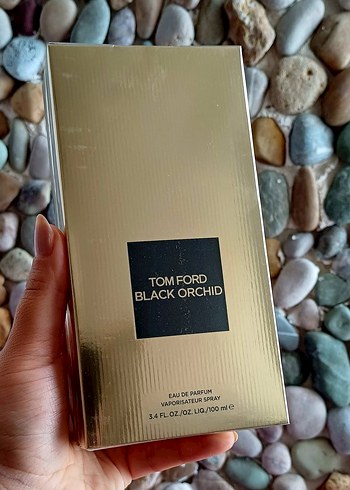 TOM FORD
BLACK ORCHID
EAU DE PARFUM
VAPORISATEUR SPRAY
3.4 FL. OZ./OZ. LIQ./100 ml ℮